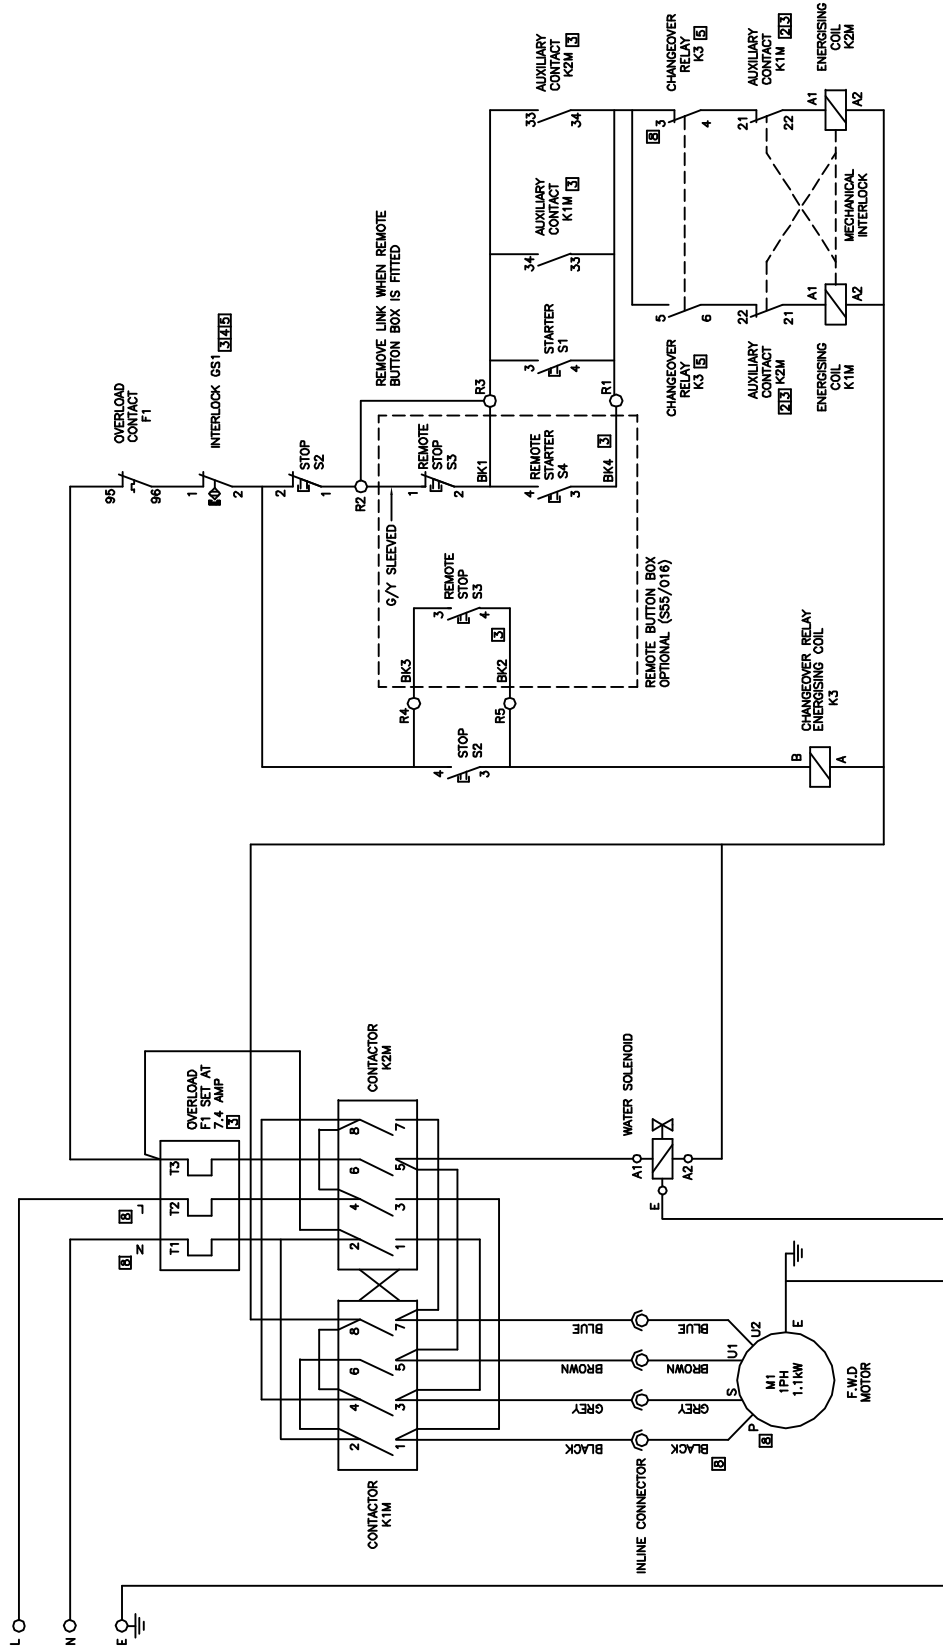 L
N
E
OVERLOAD
F1 SET AT
7.4 AMP
3
8
N
8
L
T1
T2
T3
CONTACTOR
K1M
2
4
6
8
1
3
5
7
CONTACTOR
K2M
2
4
6
8
1
3
5
7
BLACK
GREY
BROWN
BLUE
INLINE CONNECTOR
BLACK
GREY
BROWN
BLUE
8
P
S
U1
U2
8
M1
1PH
1.1kW
E
F.W.D
MOTOR
WATER SOLENOID
A1
A2
E
OVERLOAD
CONTACT
F1
95
96
INTERLOCK GS1
3 4 5
1
2
STOP
S2
2
1
R2
REMOVE LINK WHEN REMOTE
BUTTON BOX IS FITTED
G/Y SLEEVED
REMOTE
STOP
S3
1
2
BK1
R3
REMOTE
STARTER
S4
4
3
BK4
3
R1
REMOTE
STOP
S3
3
4
3
BK3
BK2
R4
R5
STOP
S2
4
3
REMOTE BUTTON BOX
OPTIONAL (S55/016)
STARTER
S1
3
4
AUXILIARY
CONTACT
K1M 3
34
33
AUXILIARY
CONTACT
K2M 3
33
34
CHANGEOVER
RELAY
K3 5
5
6
8
3
4
CHANGEOVER
RELAY
K3 5
AUXILIARY
CONTACT
2 3 K2M
22
21
21
22
AUXILIARY
CONTACT
K1M 2 3
ENERGISING
COIL
K1M
A1
A2
MECHANICAL
INTERLOCK
A1
A2
ENERGISING
COIL
K2M
CHANGEOVER RELAY
ENERGISING COIL
K3
B
A